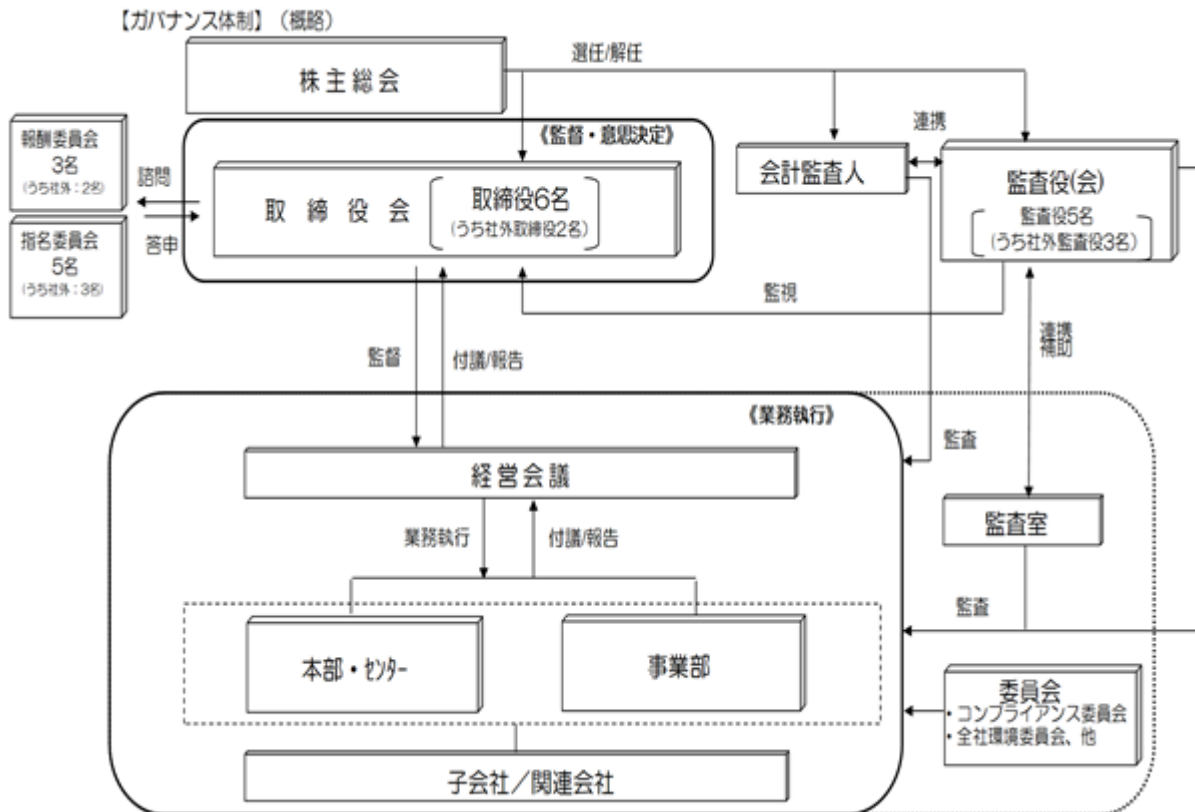 【ガバナンス体制】（概略）
株主総会
選任/解任
報酬委員会
3名
（うち社外：2名）
諮問
答申
指名委員会
5名
（うち社外：3名）
《監督・意思決定》
取締役会
取締役6名
（うち社外取締役2名）
会計監査人
連携
監査役(会)
監査役5名
（うち社外監査役3名）
監視
連携
補助
監督
付議/報告
《業務執行》
監査
経営会議
監査室
業務執行
付議/報告
監査
本部・ｾﾝﾀｰ
事業部
委員会
・コンプライアンス委員会
・全社環境委員会、他
子会社／関連会社